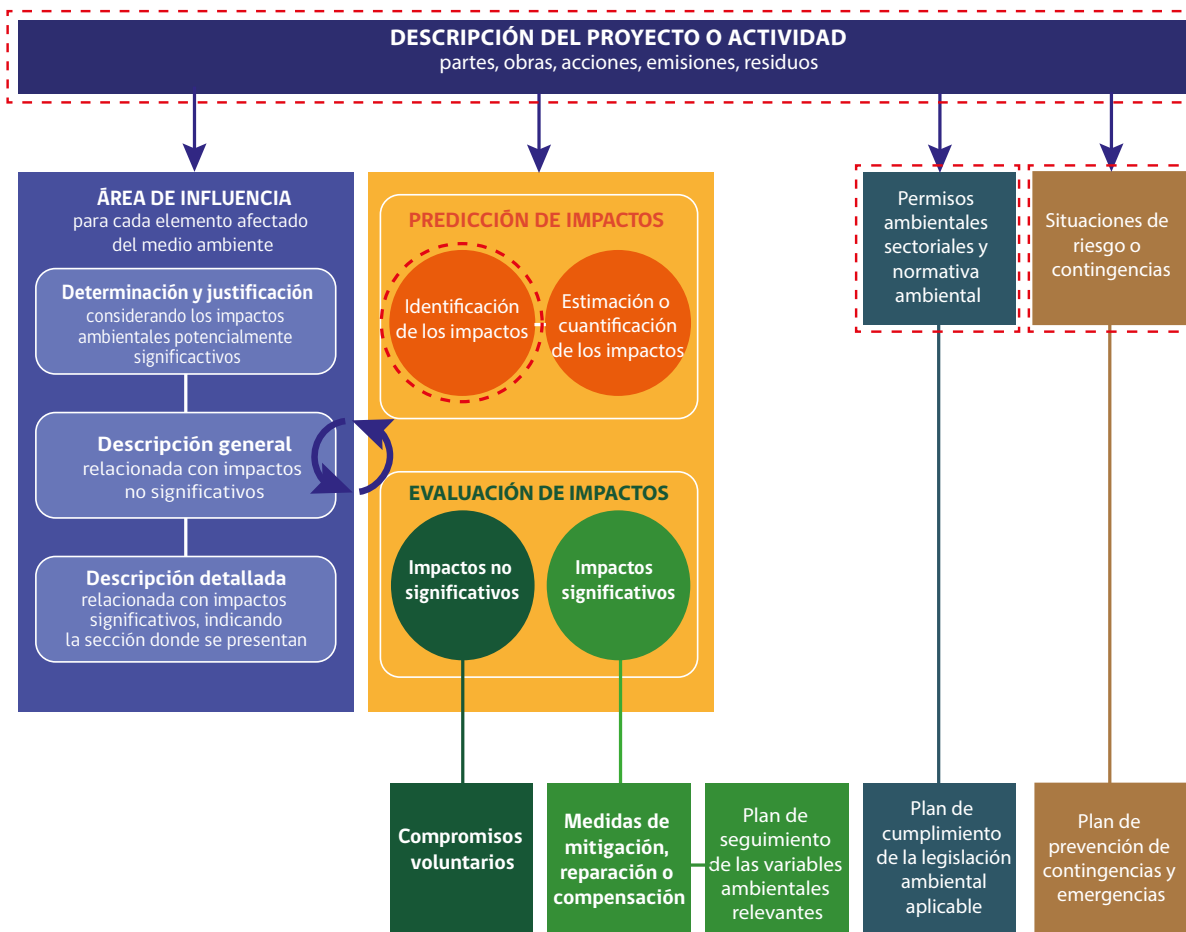 DESCRIPCIÓN DEL PROYECTO O ACTIVIDAD
partes, obras, acciones, emisiones, residuos
ÁREA DE INFLUENCIA
para cada elemento afectado
del medio ambiente
Determinación y justificación
considerando los impactos
ambientales potencialmente
significactivos
Descripción general
relacionada con impactos
no significativos
Descripción detallada
relacionada con impactos
significativos, indicando
la sección donde se presentan
PREDICCIÓN DE IMPACTOS
Identificación
de los impactos
Estimación o
cuantificación
de los impactos
EVALUACIÓN DE IMPACTOS
Impactos no
significativos
Impactos
significativos
Permisos
ambientales
sectoriales y
normativa
ambiental
Situaciones de
riesgo o
contingencias
Compromisos
voluntarios
Medidas de
mitigación,
reparación o
compensación
Plan de
seguimiento
de las variables
ambientales
relevantes
Plan de
cumplimiento
de la legislación
ambiental
aplicable
Plan de
prevención de
contingencias y
emergencias